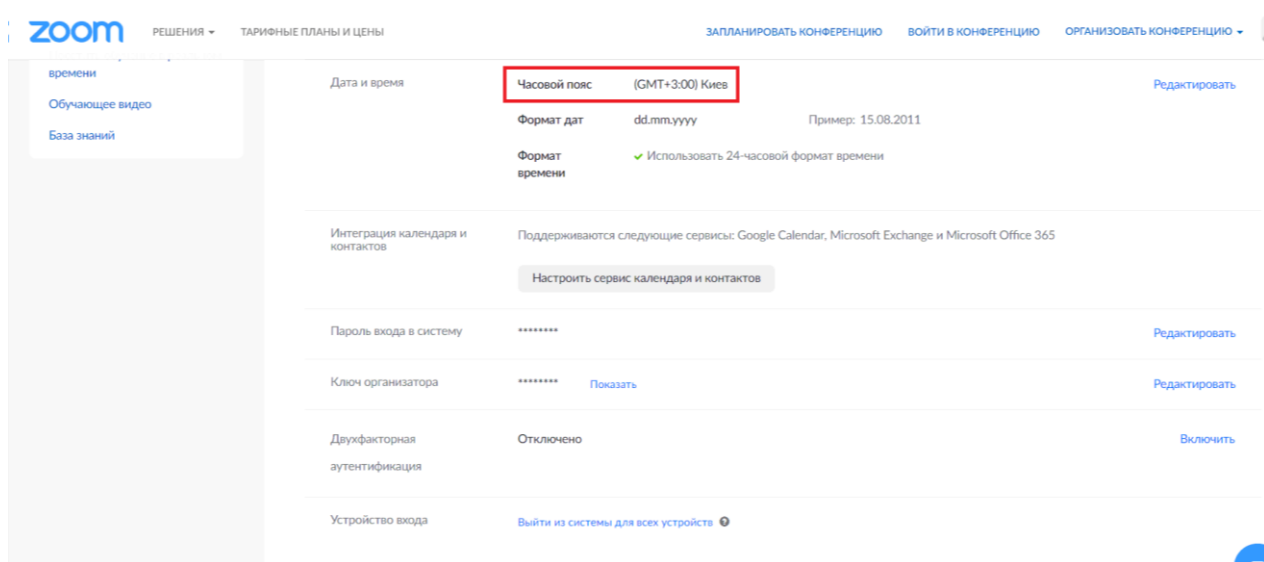 zoom РЕШЕНИЯ ТАРИФНЫЕ ПЛАНЫ И ЦЕНЫ ЗАПЛАНИРОВАТЬ КОНФЕРЕНЦИЮ ВОЙТИ В КОНФЕРЕНЦИЮ ОРГАНИЗОВАТЬ КОНФЕРЕНЦИЮ
времени
Обучающее видео
База знаний
Дата и время
Часовой пояс (GMT+3:00) Киев Редактировать
Формат дат dd.mm.yyyy Пример: 15.08.2011
Формат
времени
Использовать 24-часовой формат времени
Интеграция календаря и
контактов
Поддерживаются следующие сервисы: Google Calendar, Microsoft Exchange и Microsoft Office 365
Настроить сервис календаря и контактов
Пароль входа в систему ******** Редактировать
Ключ организатора ******** Показать Редактировать
Двухфакторная
аутентификация
Отключено Включить
Устройство входа Выйти из системы для всех устройств